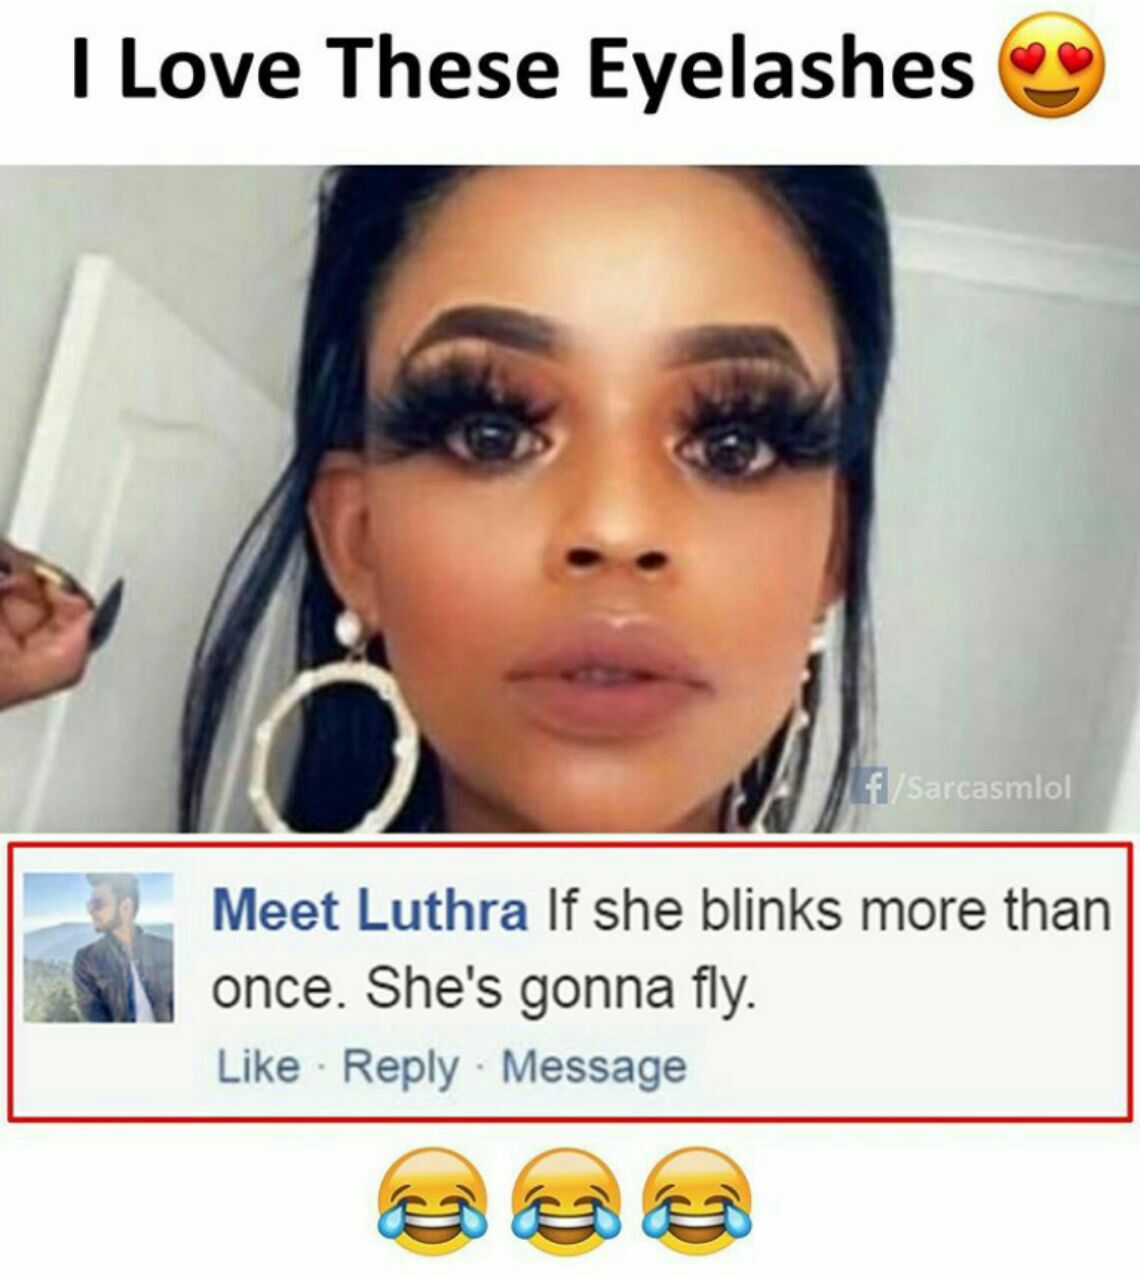 I Love These Eyelashes 😍
f/Sarcasmlol
Meet Luthra If she blinks more than
once. She's gonna fly.
Like · Reply · Message
😂😂😂